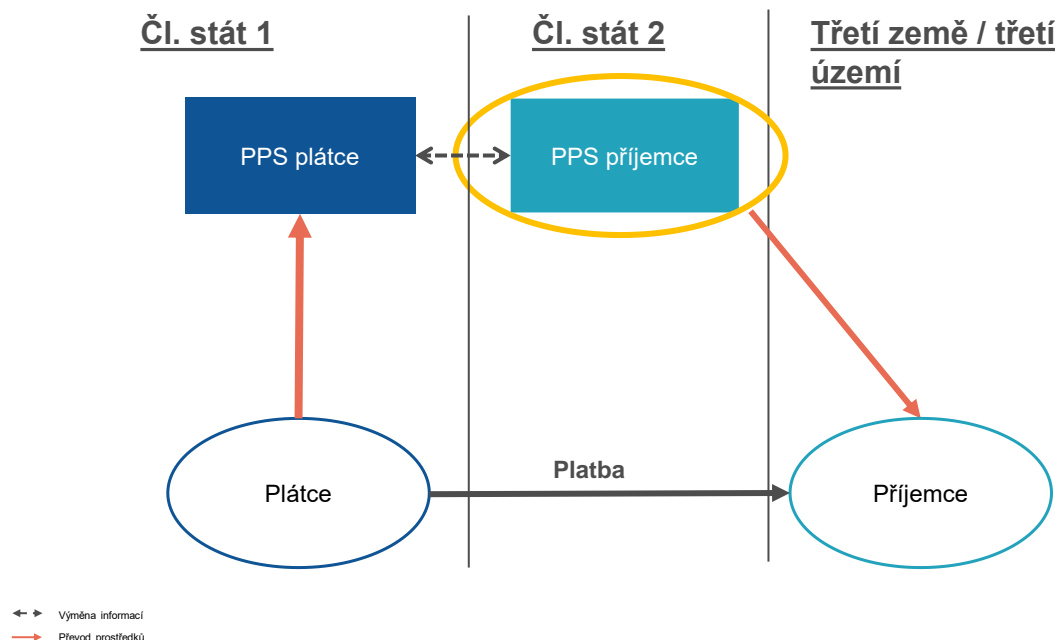 Čl. stát 1
Čl. stát 2
Třetí země / třetí
území
PPS plátce
PPS příjemce
Platba
Plátce
Příjemce
Výměna informací
Převod prostředků